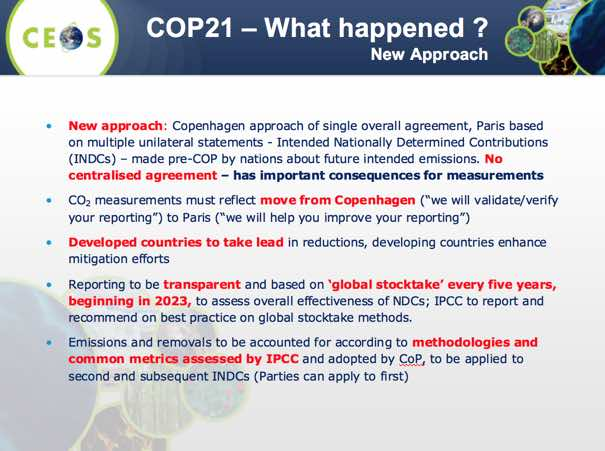 CEOS
COP21 – What happened ?
New Approach
• New approach: Copenhagen approach of single overall agreement, Paris based
on multiple unilateral statements - Intended Nationally Determined Contributions
(INDCs) – made pre-COP by nations about future intended emissions. No
centralised agreement – has important consequences for measurements
• CO₂ measurements must reflect move from Copenhagen (“we will validate/verify
your reporting”) to Paris (“we will help you improve your reporting”)
• Developed countries to take lead in reductions, developing countries enhance
mitigation efforts
• Reporting to be transparent and based on ‘global stocktake’ every five years,
beginning in 2023, to assess overall effectiveness of NDCs; IPCC to report and
recommend on best practice on global stocktake methods.
• Emissions and removals to be accounted for according to methodologies and
common metrics assessed by IPCC and adopted by CoP, to be applied to
second and subsequent INDCs (Parties can apply to first)